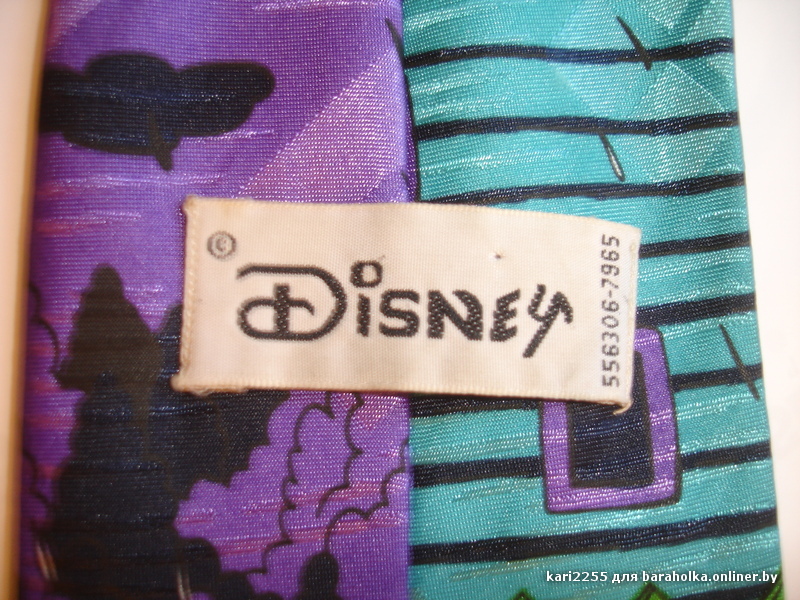 ©
Disney
556306-7965
kari2255 для baraholka.onliner.by